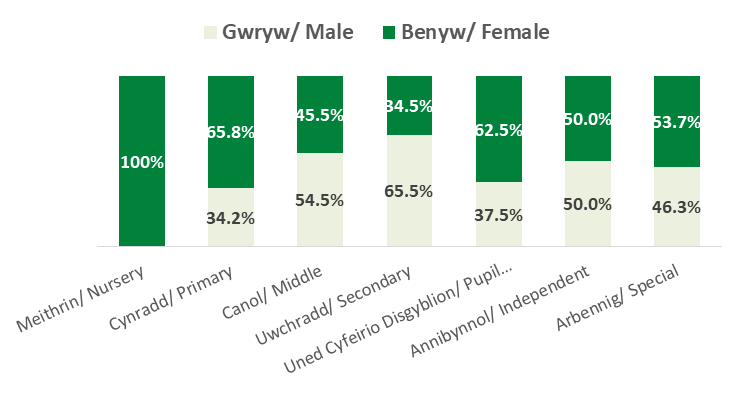 Gwryw/ Male Benyw/ Female
100% 65.8% 45.5% 34.5% 62.5% 50.0% 53.7%
34.2% 54.5% 65.5% 37.5% 50.0% 46.3%
Meithrin/ Nursery
Cynradd/ Primary
Canol/ Middle
Uwchradd/ Secondary
Uned Cyfeirio Disgyblion/ Pupil...
Annibynnol/ Independent
Arbennig/ Special